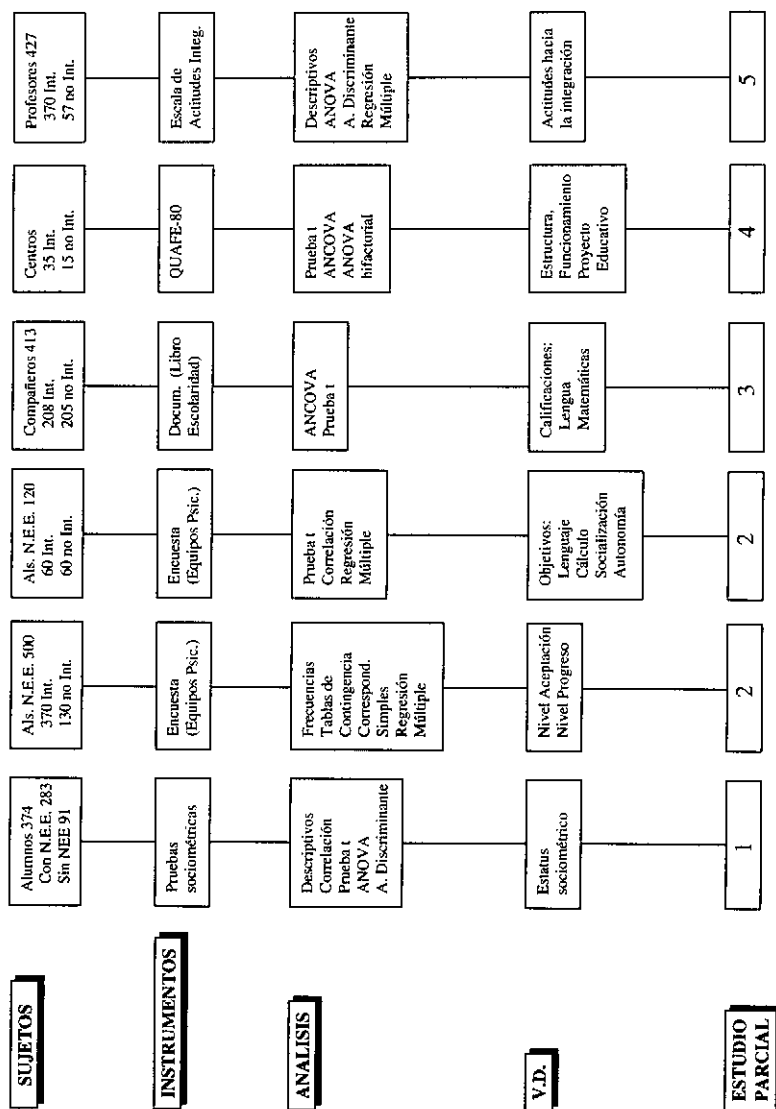 SUJETOS
Alumnos 374
Con N.E.E. 283
Sin NEE 91
Als. N.E.E. 500
370 Int.
130 no Int.
Als. N.E.E. 120
60 Int.
60 no Int.
Compañeros 413
208 Int.
205 no Int.
Centros
35 Int.
15 no Int.
Profesores 427
370 Int.
57 no Int.
INSTRUMENTOS
Pruebas
sociométricas
Encuesta
(Equipos Psic.)
Encuesta
(Equipos Psic.)
Docum. (Libro
Escolaridad)
QUAFE-80
Escala de
Actitudes Integ.
ANALISIS
Descriptivos
Correlación
Prueba t
ANOVA
A. Discriminante
Frecuencias
Tablas de
Contingencia
Correspond.
Simples
Regresión
Múltiple
Prueba t
Correlación
Regresión
Múltiple
ANCOVA
Prueba t
Prueba t
ANCOVA
ANOVA
hifactorial
Descriptivos
ANOVA
A. Discriminante
Regresión
Múltiple
V.D.
Estatus
sociométrico
Nivel Aceptación
Nivel Progreso
Objetivos:
Lenguaje
Cálculo
Socialización
Autonomía
Calificaciones:
Lengua
Matemáticas
Estructura,
Funcionamiento
Proyecto
Educativo
Actitudes hacia
la integración
ESTUDIO
PARCIAL
1
2
2
3
4
5